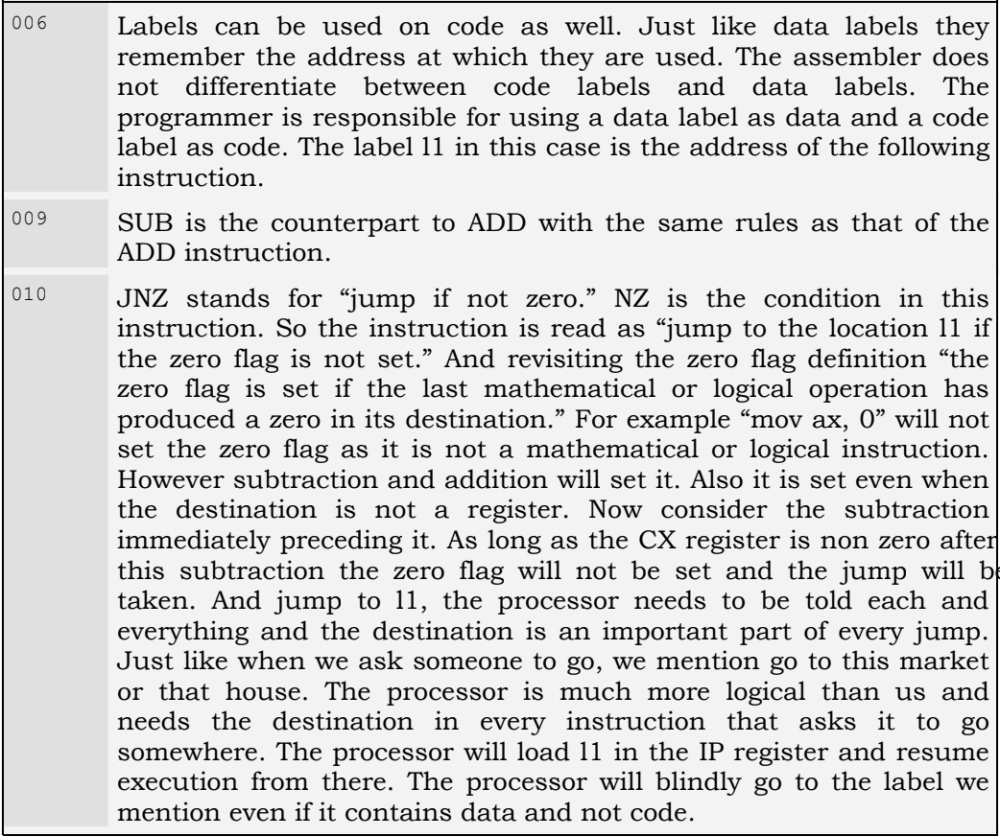 006 Labels can be used on code as well. Just like data labels they
remember the address at which they are used. The assembler does
not differentiate between code labels and data labels. The
programmer is responsible for using a data label as data and a code
label as code. The label l1 in this case is the address of the following
instruction.
009 SUB is the counterpart to ADD with the same rules as that of the
ADD instruction.
010 JNZ stands for “jump if not zero.” NZ is the condition in this
instruction. So the instruction is read as “jump to the location l1 if
the zero flag is not set.” And revisiting the zero flag definition “the
zero flag is set if the last mathematical or logical operation has
produced a zero in its destination.” For example “mov ax, 0” will not
set the zero flag as it is not a mathematical or logical instruction.
However subtraction and addition will set it. Also it is set even when
the destination is not a register. Now consider the subtraction
immediately preceding it. As long as the CX register is non zero after
this subtraction the zero flag will not be set and the jump will be
taken. And jump to l1, the processor needs to be told each and
everything and the destination is an important part of every jump.
Just like when we ask someone to go, we mention go to this market
or that house. The processor is much more logical than us and
needs the destination in every instruction that asks it to go
somewhere. The processor will load l1 in the IP register and resume
execution from there. The processor will blindly go to the label we
mention even if it contains data and not code.